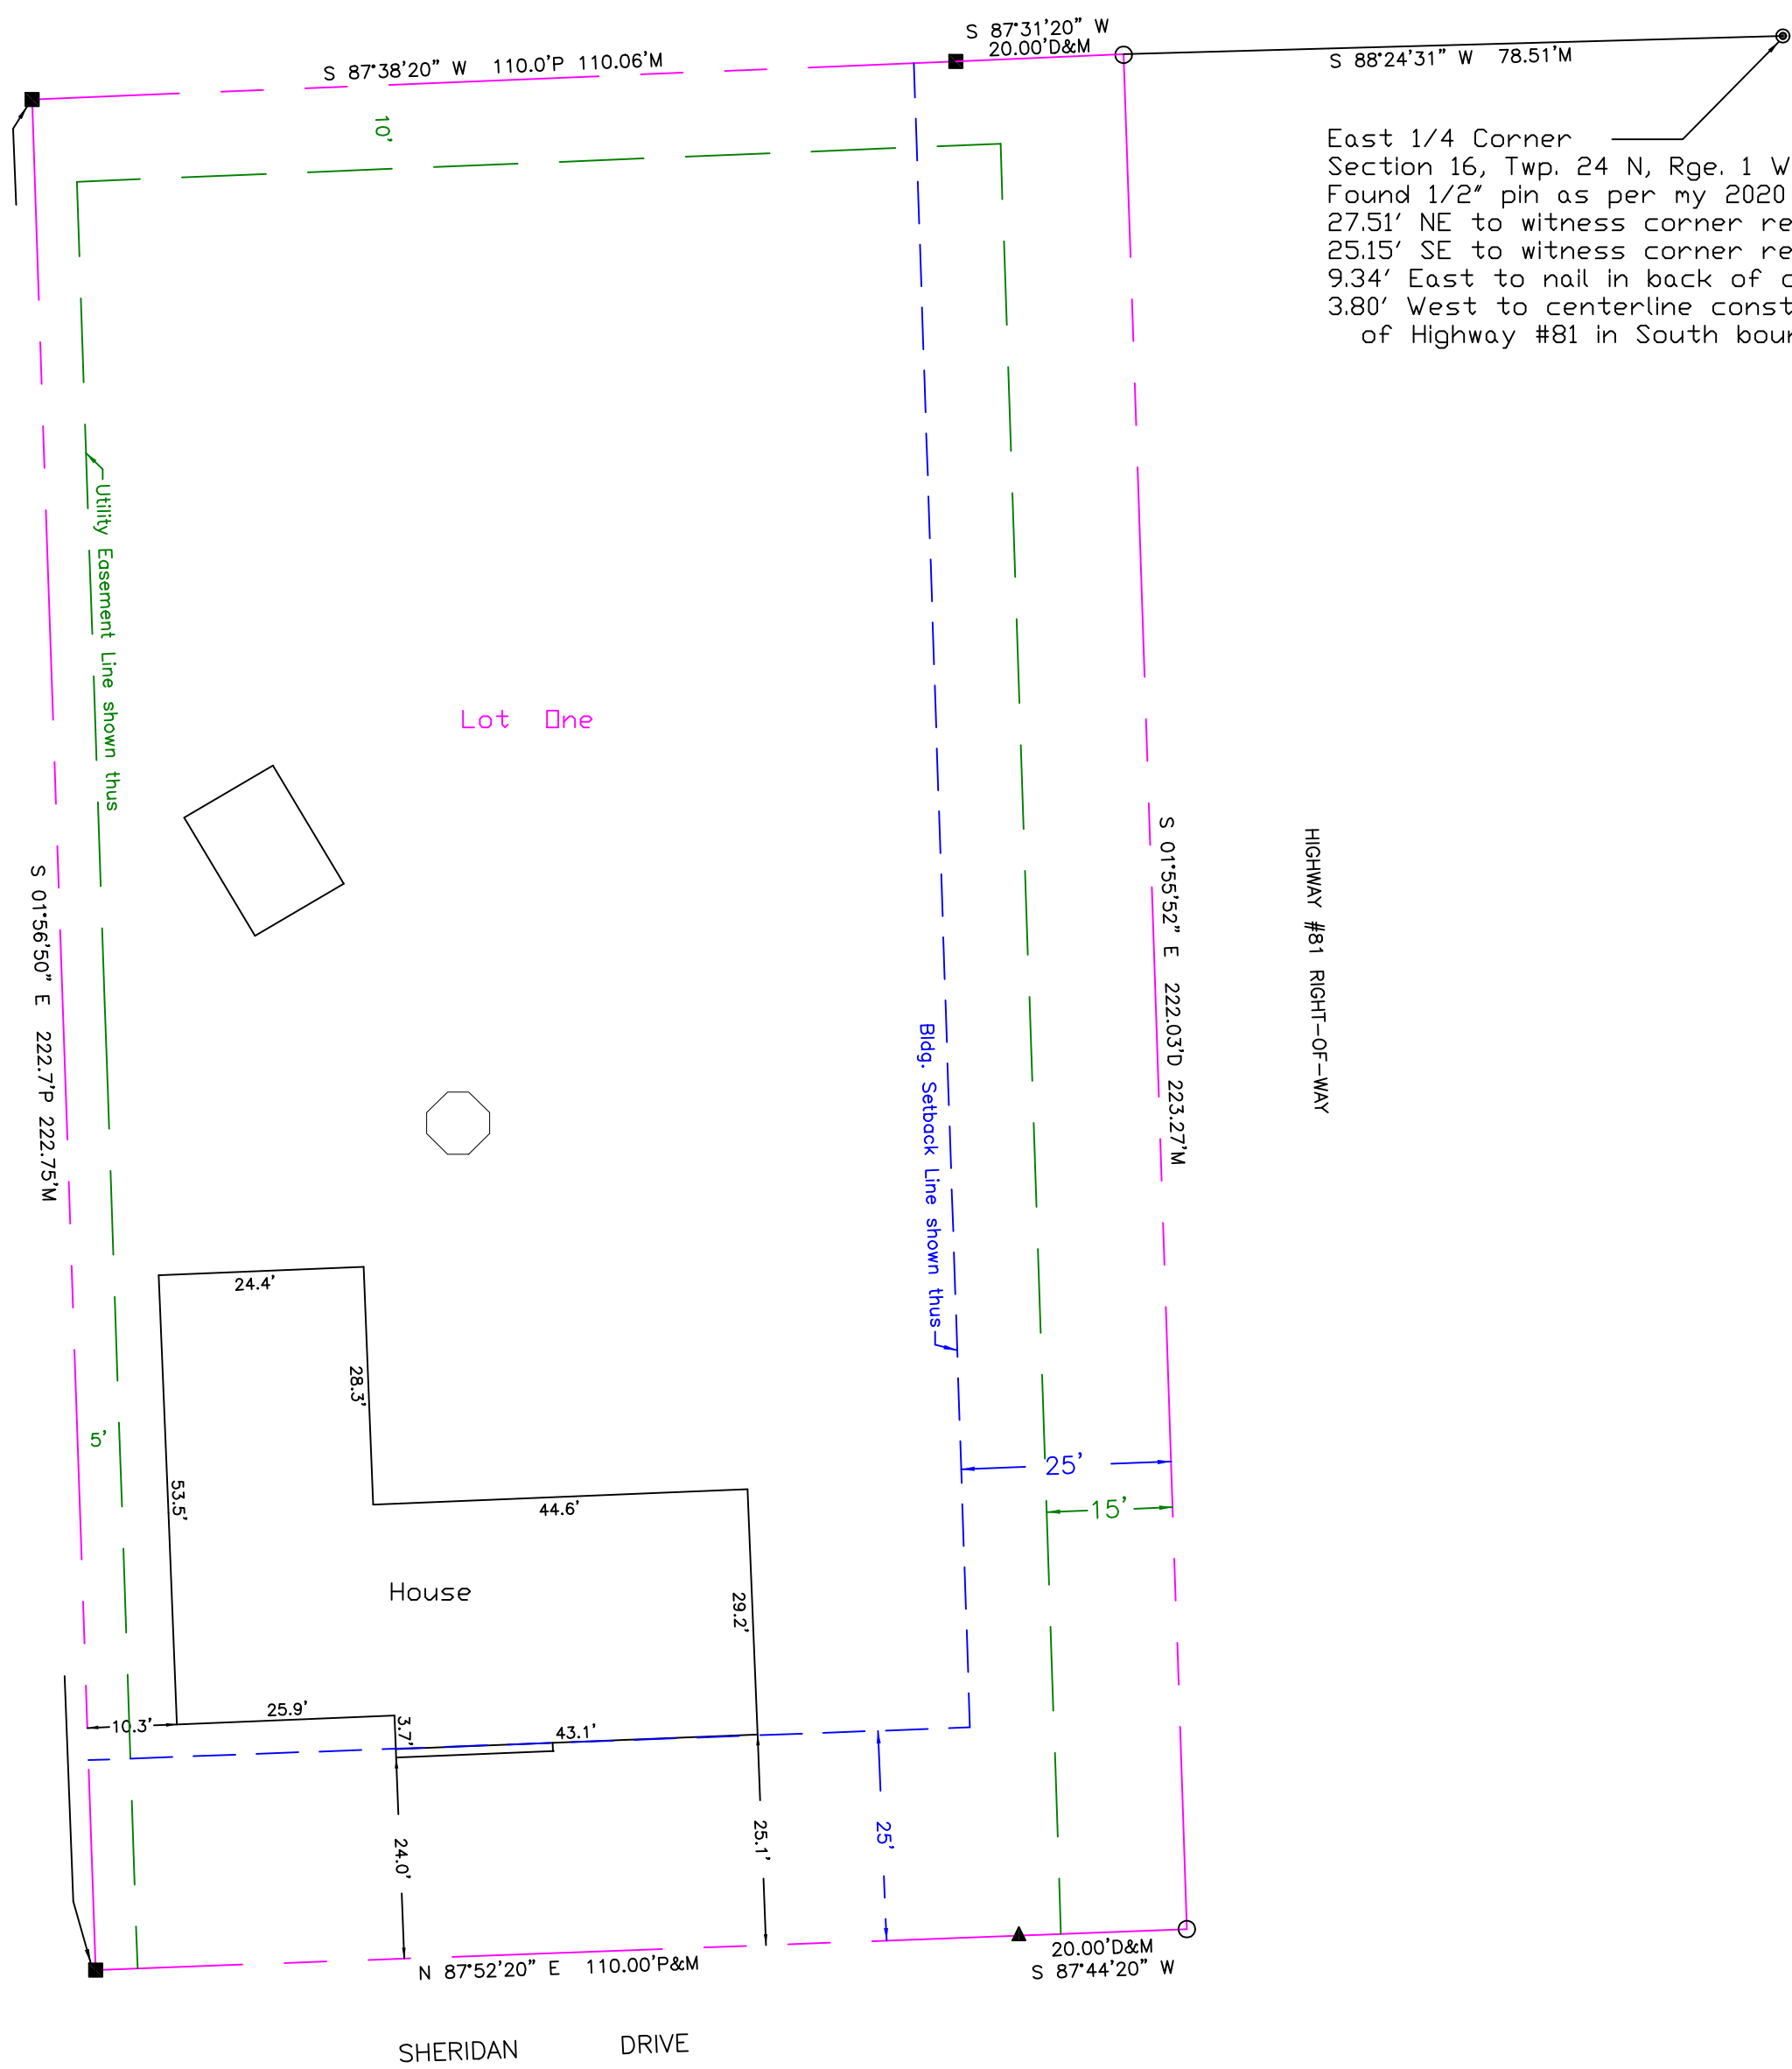 S 87°31'20" W
20.00'D&M
S 87°38'20" W 110.0'P 110.06'M
S 88°24'31" W 78.51'M
10'
East 1/4 Corner
Section 16, Twp. 24 N, Rge. 1 W
Found 1/2" pin as per my 2020
27.51' NE to witness corner re
25.15' SE to witness corner re
9.34' East to nail in back of
3.80' West to centerline const
of Highway #81 in South bour
Utility Easement Line shown thus
Lot One
S 01°56'50" E 222.7'P 222.75'M
S 01°55'52" E 222.03'D 223.27'M
HIGHWAY #81 RIGHT-OF-WAY
Bldg. Setback Line shown thus
24.4'
28.3'
5'
53.5'
44.6'
25'
15'
House
29.2'
10.3'
25.9'
3.7'
43.1'
24.0'
25.1'
25'
N 87°52'20" E 110.00'P&M
20.00'D&M
S 87°44'20" W
SHERIDAN DRIVE